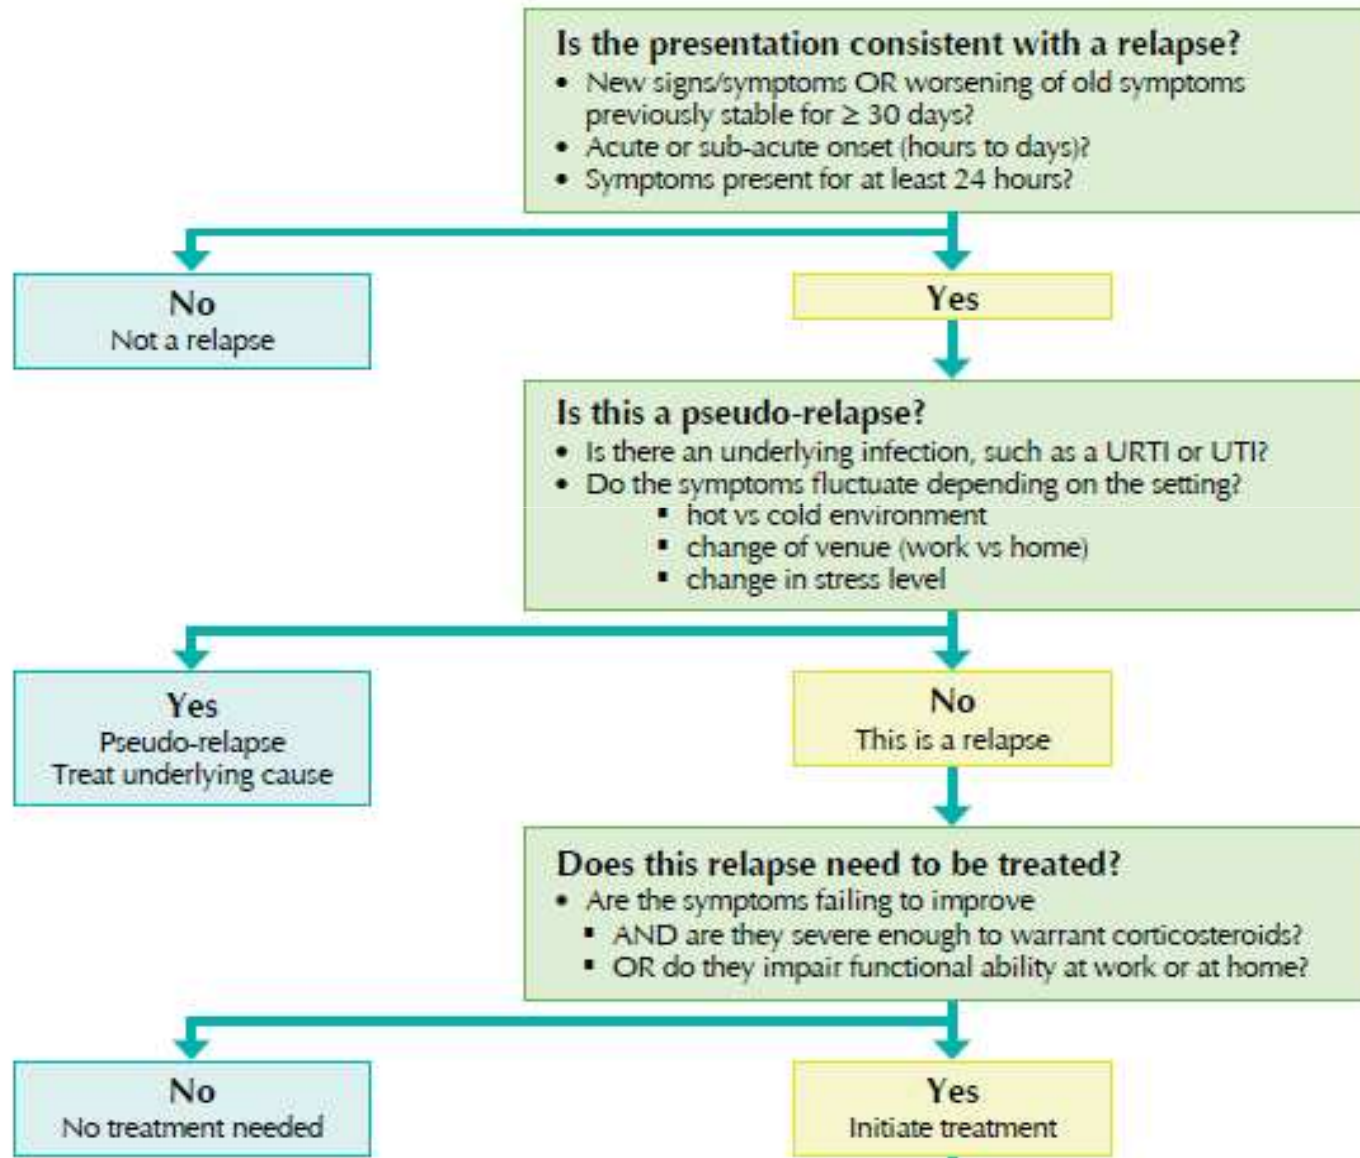 Is the presentation consistent with a relapse?
• New signs/symptoms OR worsening of old symptoms
previously stable for ≥ 30 days?
• Acute or sub-acute onset (hours to days)?
• Symptoms present for at least 24 hours?
No
Not a relapse
Yes
Is this a pseudo-relapse?
• Is there an underlying infection, such as a URTI or UTI?
• Do the symptoms fluctuate depending on the setting?
▪ hot vs cold environment
▪ change of venue (work vs home)
▪ change in stress level
Yes
Pseudo-relapse
Treat underlying cause
No
This is a relapse
Does this relapse need to be treated?
• Are the symptoms failing to improve
▪ AND are they severe enough to warrant corticosteroids?
▪ OR do they impair functional ability at work or at home?
No
No treatment needed
Yes
Initiate treatment